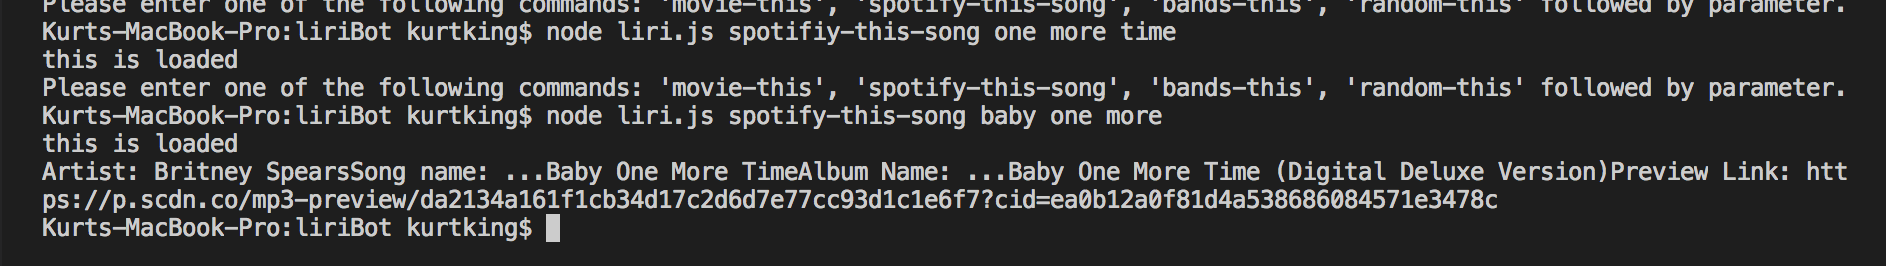 one of the following commands: 'movie-this', 'spotify-this-song', 'bands-this', 'random-this' followed by parameter.
Kurts-MacBook-Pro:liriBot kurtking$ node liri.js spotifiy-this-song one more time
this is loaded
Please enter one of the following commands: 'movie-this', 'spotify-this-song', 'bands-this', 'random-this' followed by parameter.
Kurts-MacBook-Pro:liriBot kurtking$ node liri.js spotify-this-song baby one more
this is loaded
Artist: Britney SpearsSong name: ...Baby One More TimeAlbum Name: ...Baby One More Time (Digital Deluxe Version)Preview Link: htt
ps://p.scdn.co/mp3-preview/da2134a161f1cb34d17c2d6d7e77cc93d1c1e6f7?cid=ea0b12a0f81d4a538686084571e3478c
Kurts-MacBook-Pro:liriBot kurtking$